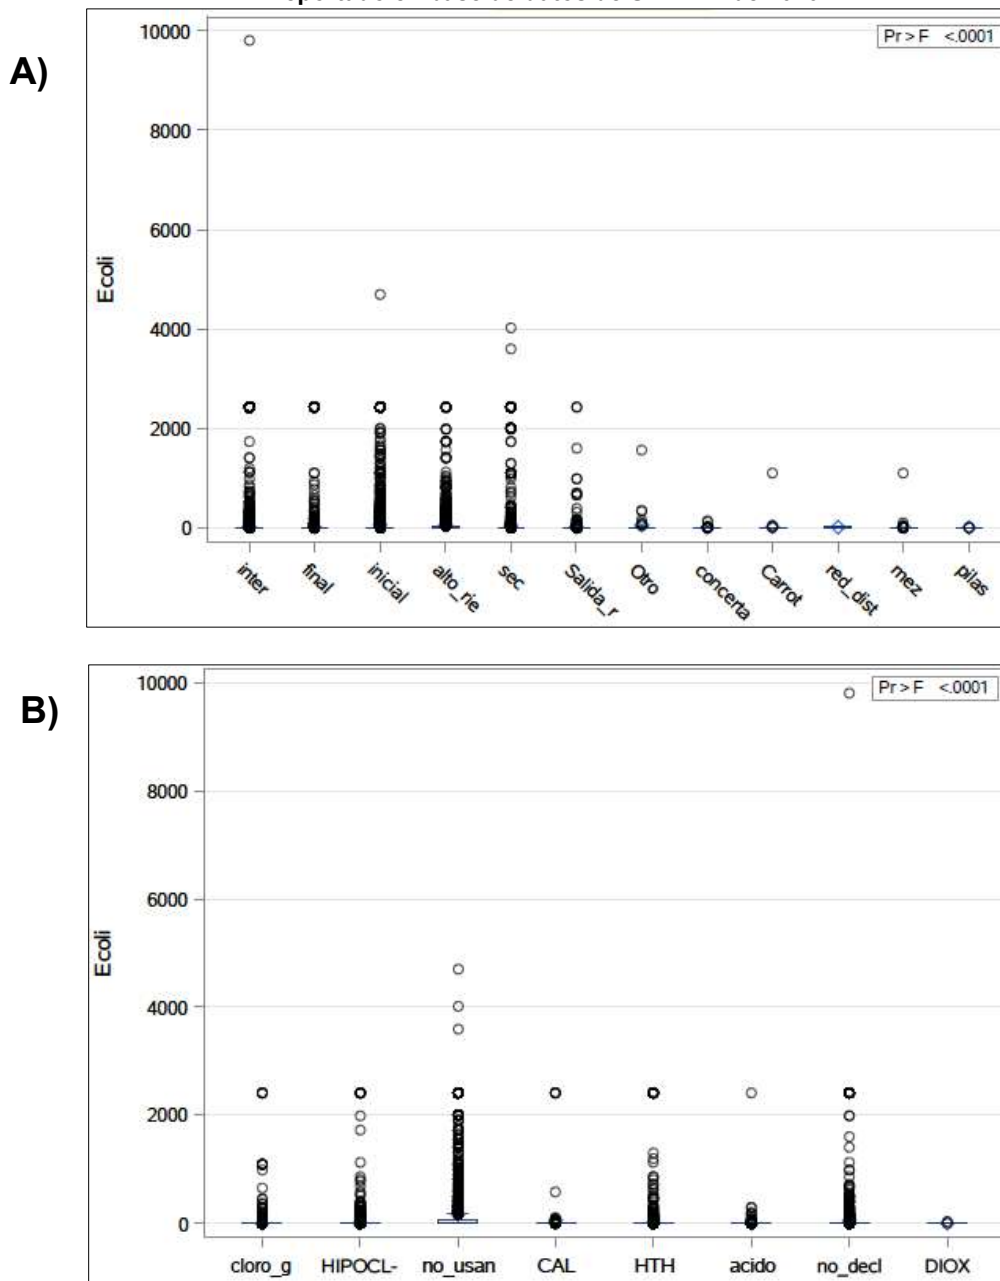 A)
10000
Pr > F <.0001
8000
6000
Ecoli
4000
2000
0
inter final inicial alto_rie sec Salida_r Otro concerta Carrot red_dist mez pilas
B)
10000
Pr > F <.0001
8000
6000
Ecoli
4000
2000
0
cloro_g HIPOCL- no_usan CAL HTH acido no_decl DIOX